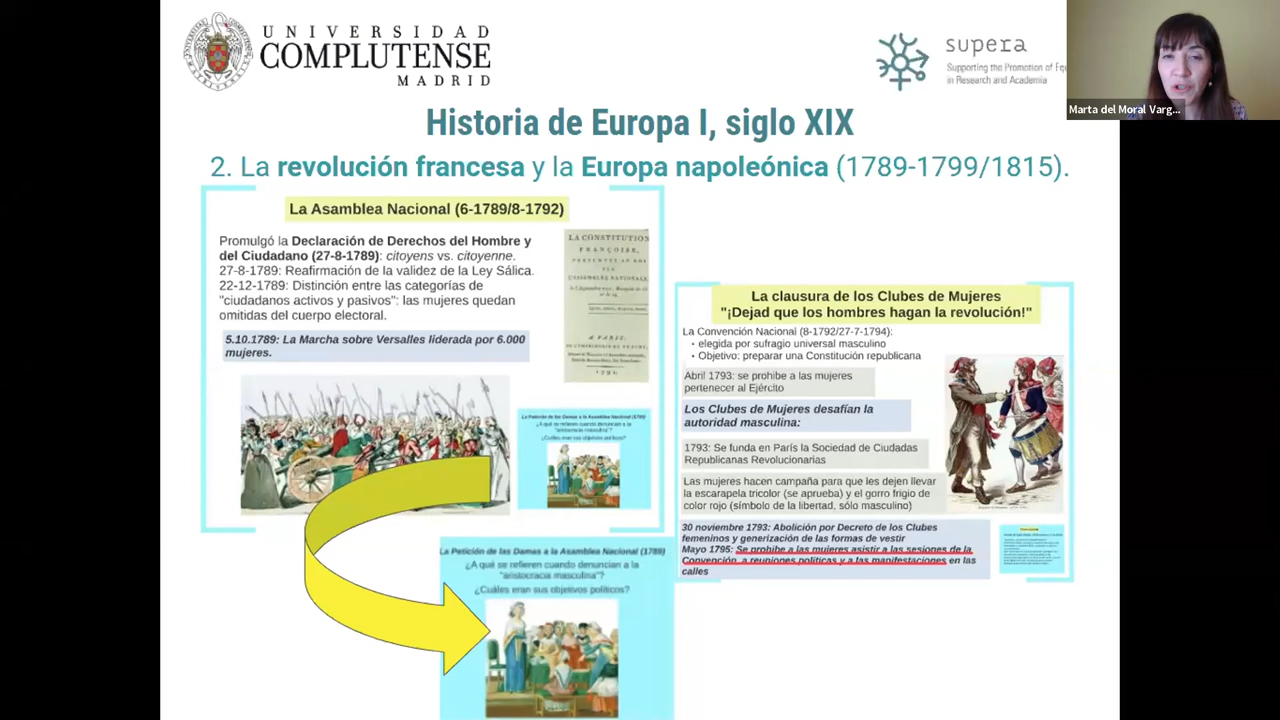 UNIVERSIDAD
COMPLUTENSE
MADRID
supera
Supporting the Promotion of Eq
in Research and Academia
Marta del Moral Varg...
Historia de Europa I, siglo XIX
2. La revolución francesa y la Europa napoleónica (1789-1799/1815).
La Asamblea Nacional (6-1789/8-1792)
Promulgó la Declaración de Derechos del Hombre y
del Ciudadano (27-8-1789): citoyens vs. citoyenne.
27-8-1789: Reafirmación de la validez de la Ley Sálica.
22-12-1789: Distinción entre las categorías de
"ciudadanos activos y pasivos": las mujeres quedan
omitidas del cuerpo electoral.
5.10.1789: La Marcha sobre Versalles liderada por 6.000
mujeres.
LA CONSTITUTION
FRANÇOISE,
A PARIS,
La Petición de las Damas a la Asamblea Nacional (1789)
¿A qué se refieren cuando denuncian a la
"aristocracia masculina"?
¿Cuáles eran sus objetivos políticos?
La Petición de las Damas a la Asamblea Nacional (1789)
¿A qué se refieren cuando denuncian a la
"aristocracia masculina"?
¿Cuáles eran sus objetivos políticos?
La clausura de los Clubes de Mujeres
"¡Dejad que los hombres hagan la revolución!"
La Convención Nacional (8-1792/27-7-1794):
• elegida por sufragio universal masculino
• Objetivo: preparar una Constitución republicana
Abril 1793: se prohibe a las mujeres
pertenecer al Ejército
Los Clubes de Mujeres desafían la
autoridad masculina:
1793: Se funda en París la Sociedad de Ciudadas
Republicanas Revolucionarias
Las mujeres hacen campaña para que les dejen llevar
la escarapela tricolor (se aprueba) y el gorro frigio de
color rojo (símbolo de la libertad, sólo masculino)
30 noviembre 1793: Abolición por Decreto de los Clubes
femeninos y generización de las formas de vestir
Mayo 1795: Se prohibe a las mujeres asistir a las sesiones de la
Convención, a reuniones políticas y a las manifestaciones en las
calles